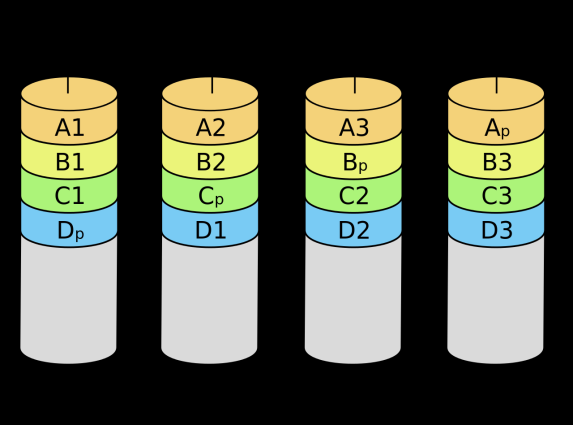 A1 A2 A3 Ap
B1 B2 Bp B3
C1 Cp C2 C3
Dp D1 D2 D3